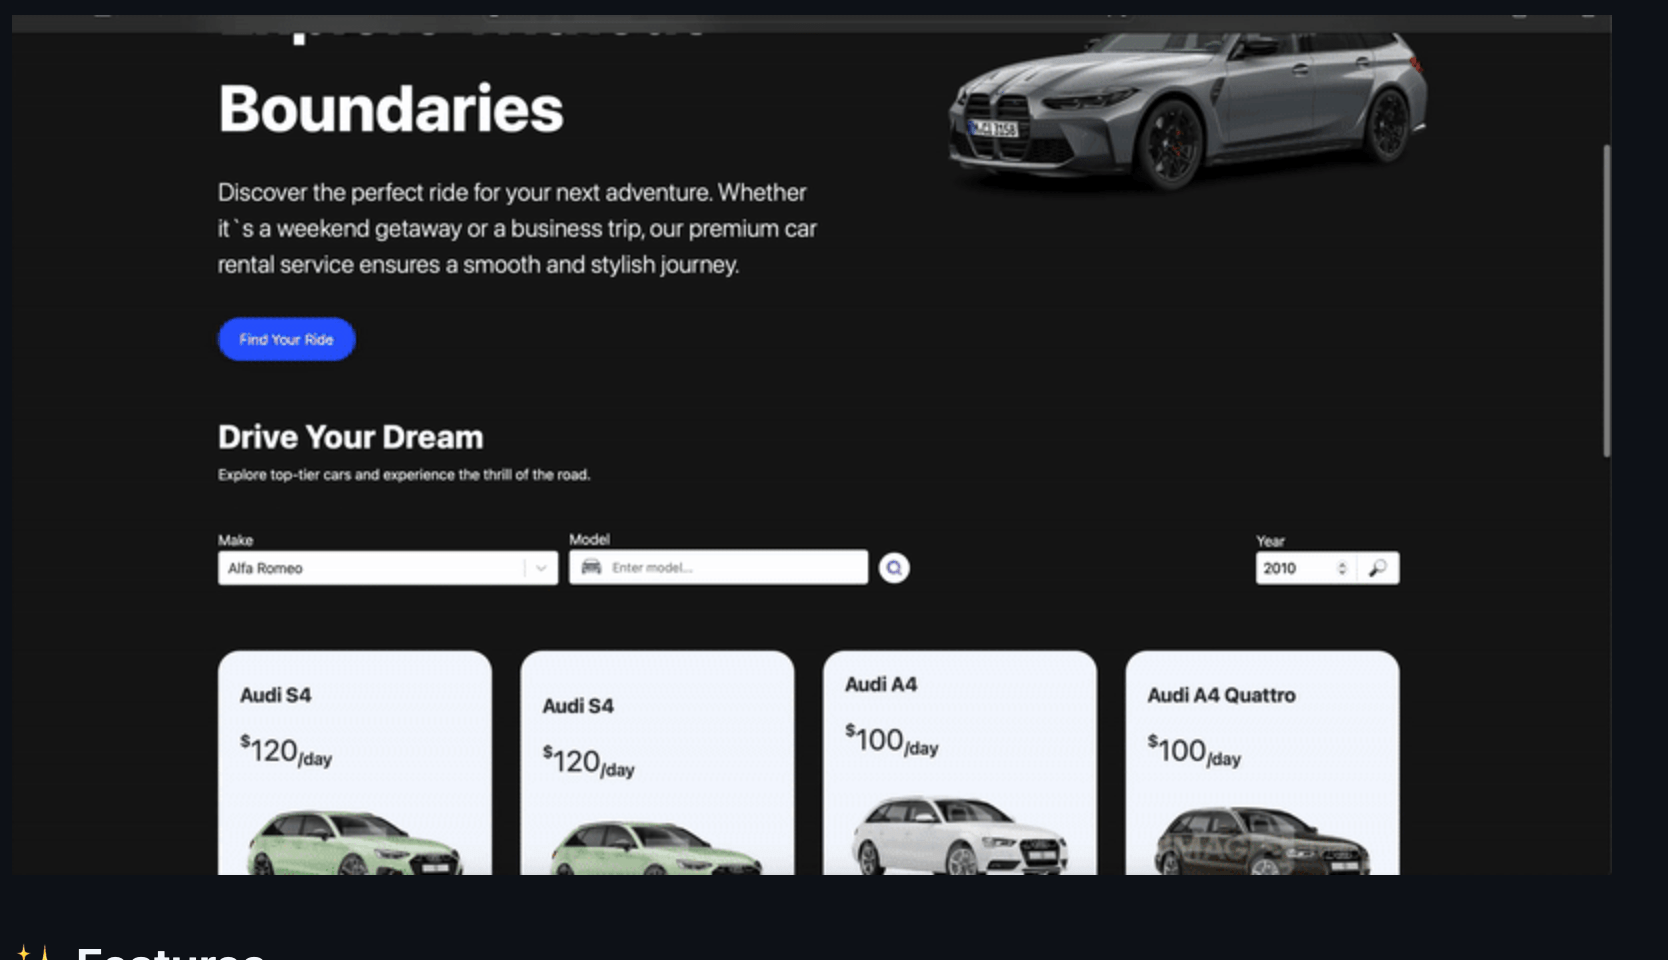 Boundaries
Discover the perfect ride for your next adventure. Whether
it`s a weekend getaway or a business trip, our premium car
rental service ensures a smooth and stylish journey.
Find Your Ride
Drive Your Dream
Explore top-tier cars and experience the thrill of the road.
Make
Model
Year
Alfa Romeo
Enter model...
2010
Audi S4
$120/day
Audi S4
$120/day
Audi A4
$100/day
Audi A4 Quattro
$100/day
✨ Features